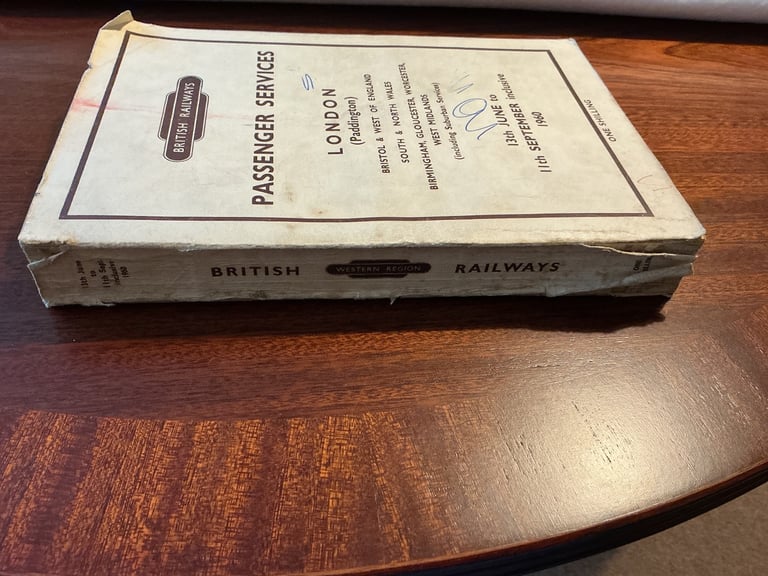 BRITISH RAILWAYS
PASSENGER SERVICES
LONDON
(Paddington)
BRISTOL & WEST OF ENGLAND
SOUTH & NORTH WALES
BIRMINGHAM, GLOUCESTER, WORCESTER,
WEST MIDLANDS
(including Suburban Services)
13th JUNE to
11th SEPTEMBER inclusive
1960
ONE SHILLING
13th June
to
11th Sept.
inclusive
1960
BRITISH WESTERN REGION RAILWAYS